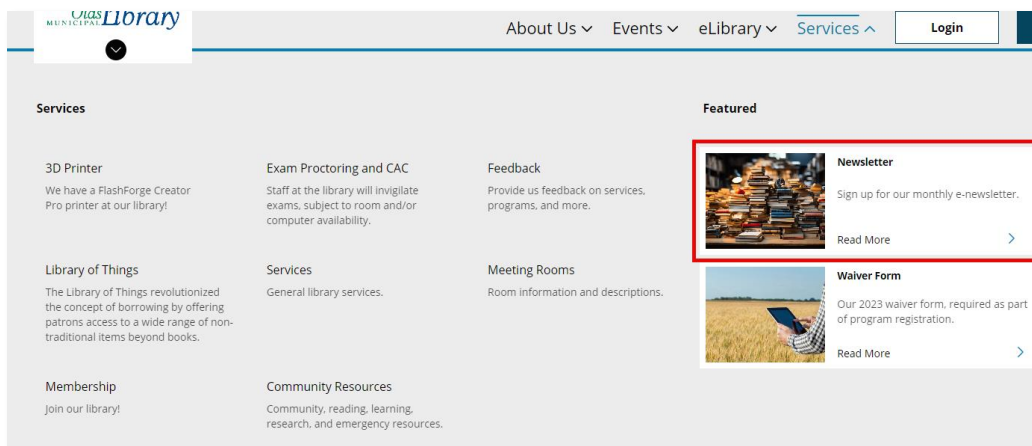 Olds
MUNICIPAL Library
About Us Events eLibrary Services Login
Services
Featured
3D Printer
We have a FlashForge Creator
Pro printer at our library!
Exam Proctoring and CAC
Staff at the library will invigilate
exams, subject to room and/or
computer availability.
Feedback
Provide us feedback on services,
programs, and more.
Newsletter
Sign up for our monthly e-newsletter.
Read More
Library of Things
The Library of Things revolutionized
the concept of borrowing by offering
patrons access to a wide range of non-
traditional items beyond books.
Services
General library services.
Meeting Rooms
Room information and descriptions.
Waiver Form
Our 2023 waiver form, required as part
of program registration.
Read More
Membership
Join our library!
Community Resources
Community, reading, learning,
research, and emergency resources.